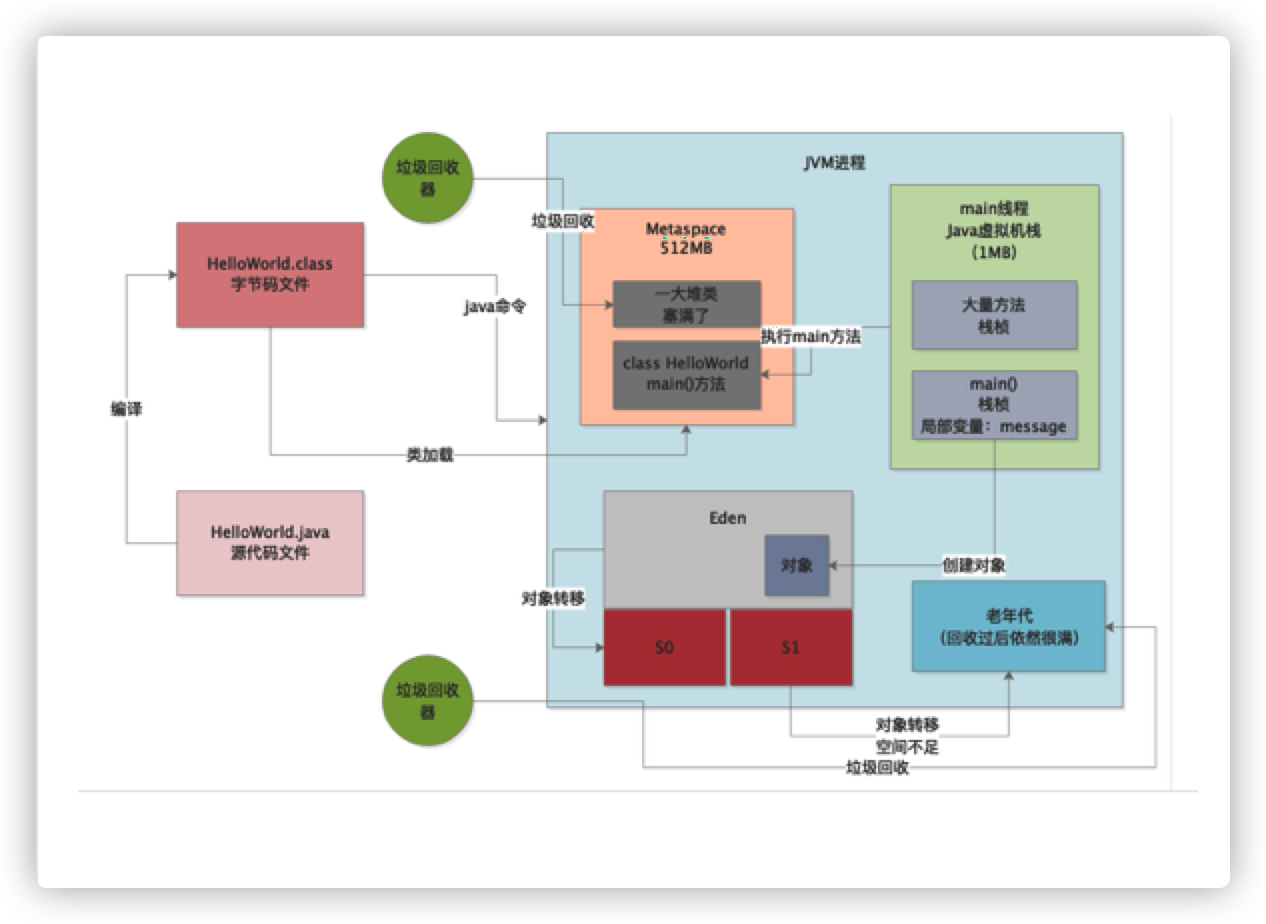 JVM进程
垃圾回收
器
垃圾回收
Metaspace
512MB
一大堆类
塞满了
class HelloWorld
main()方法
执行main方法
main线程
Java虚拟机栈
(1MB)
大量方法
栈桢
main()
栈桢
局部变量：message
HelloWorld.class
字节码文件
java命令
编译
类加载
HelloWorld.java
源代码文件
Eden
对象
创建对象
对象转移
S0
S1
老年代
（回收过后依然很满）
垃圾回收
器
对象转移
空间不足
垃圾回收